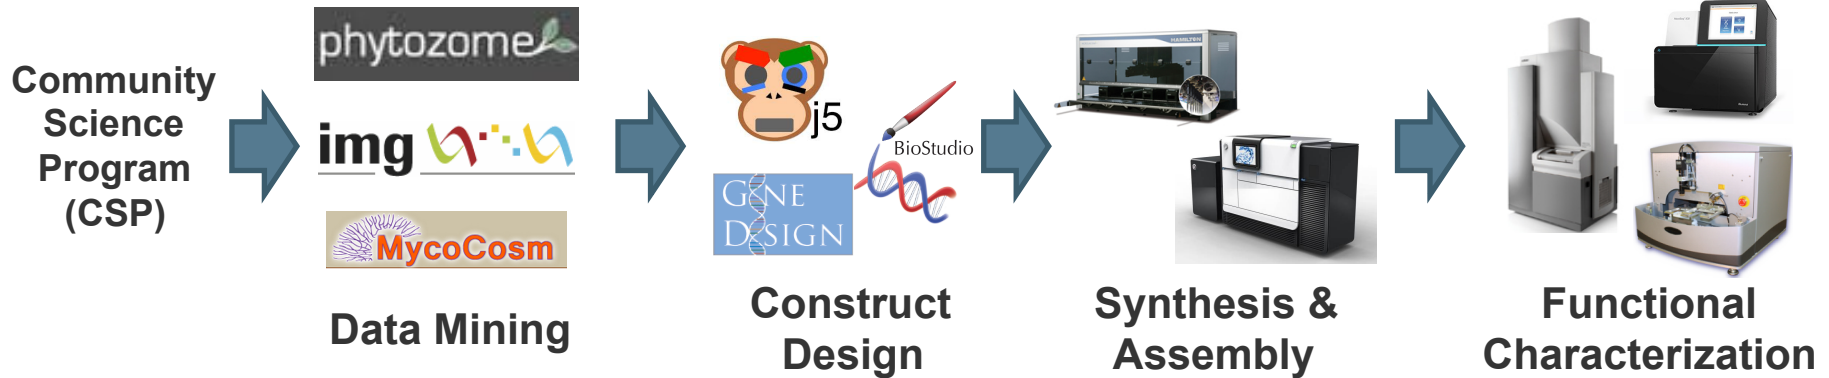 Community
Science
Program
(CSP)
phytozome
img
MycoCosm
Data Mining
j5
BioStudio
GENE
DESIGN
Construct
Design
HAMILTON
Synthesis &
Assembly
Functional
Characterization